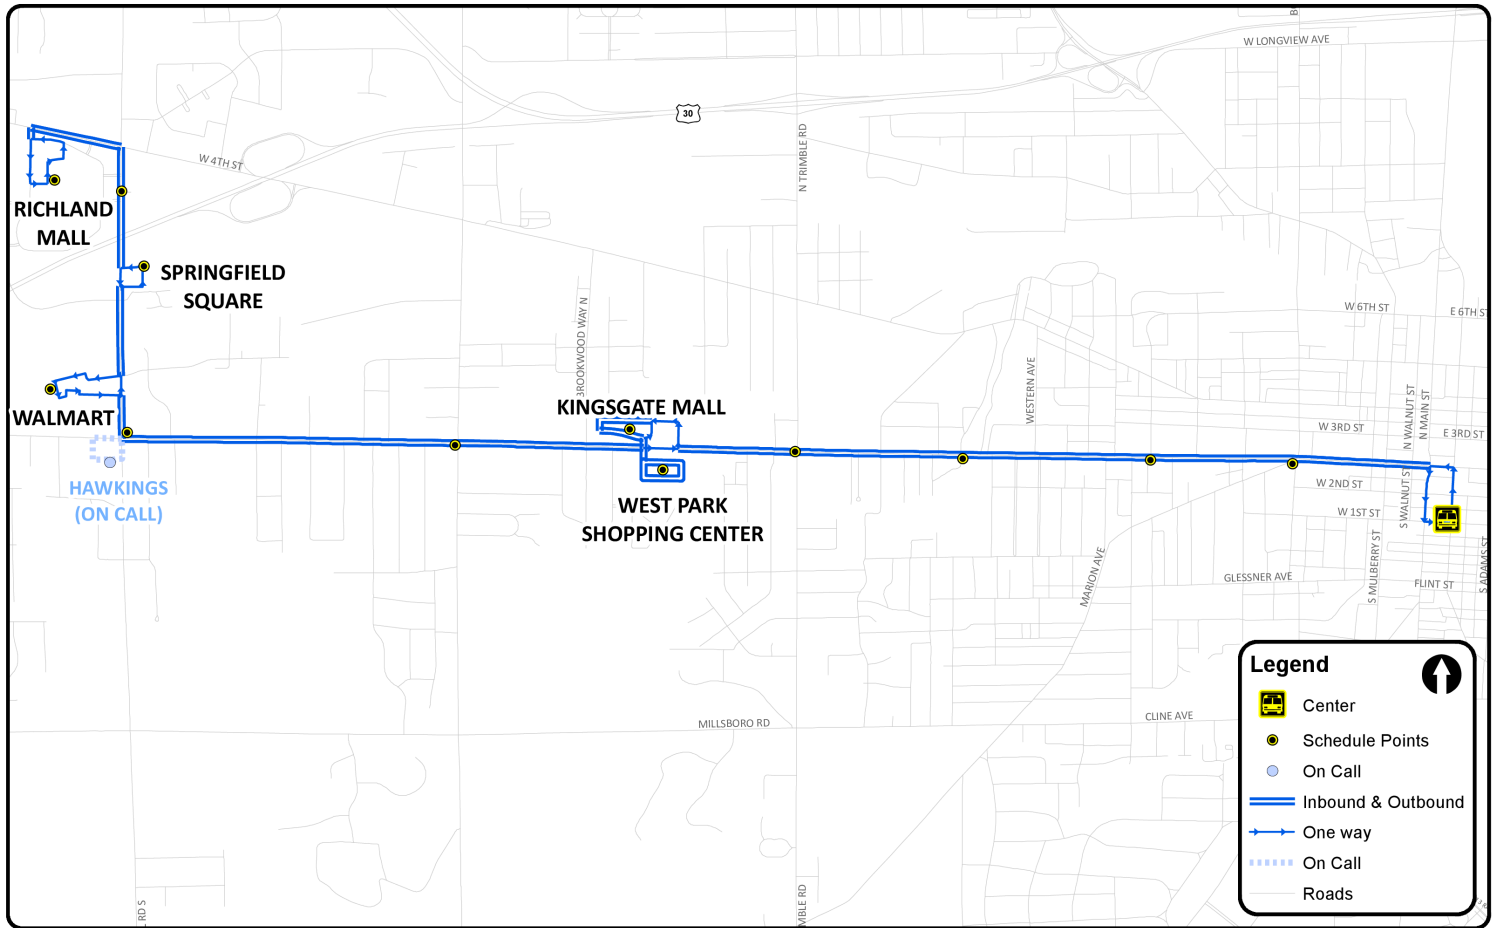 W LONGVIEW AVE
30
N TRIMBLE RD
W 4TH ST
RICHLAND
MALL
SPRINGFIELD
SQUARE
W 6TH ST
E 6TH ST
BROOKWOOD WAY N
WESTERN AVE
N WALNUT ST
N MAIN ST
KINGSGATE MALL
WALMART
W 3RD ST
E 3RD ST
HAWKINGS
(ON CALL)
WEST PARK
SHOPPING CENTER
W 2ND ST
S WALNUT ST
W 1ST ST
S MULBERRY ST
S ADAMS ST
MARION AVE
GLESSNER AVE
FLINT ST
MILLSBORO RD
CLINE AVE
RD S
MBLE RD
Legend
Center
Schedule Points
On Call
Inbound & Outbound
One way
On Call
Roads